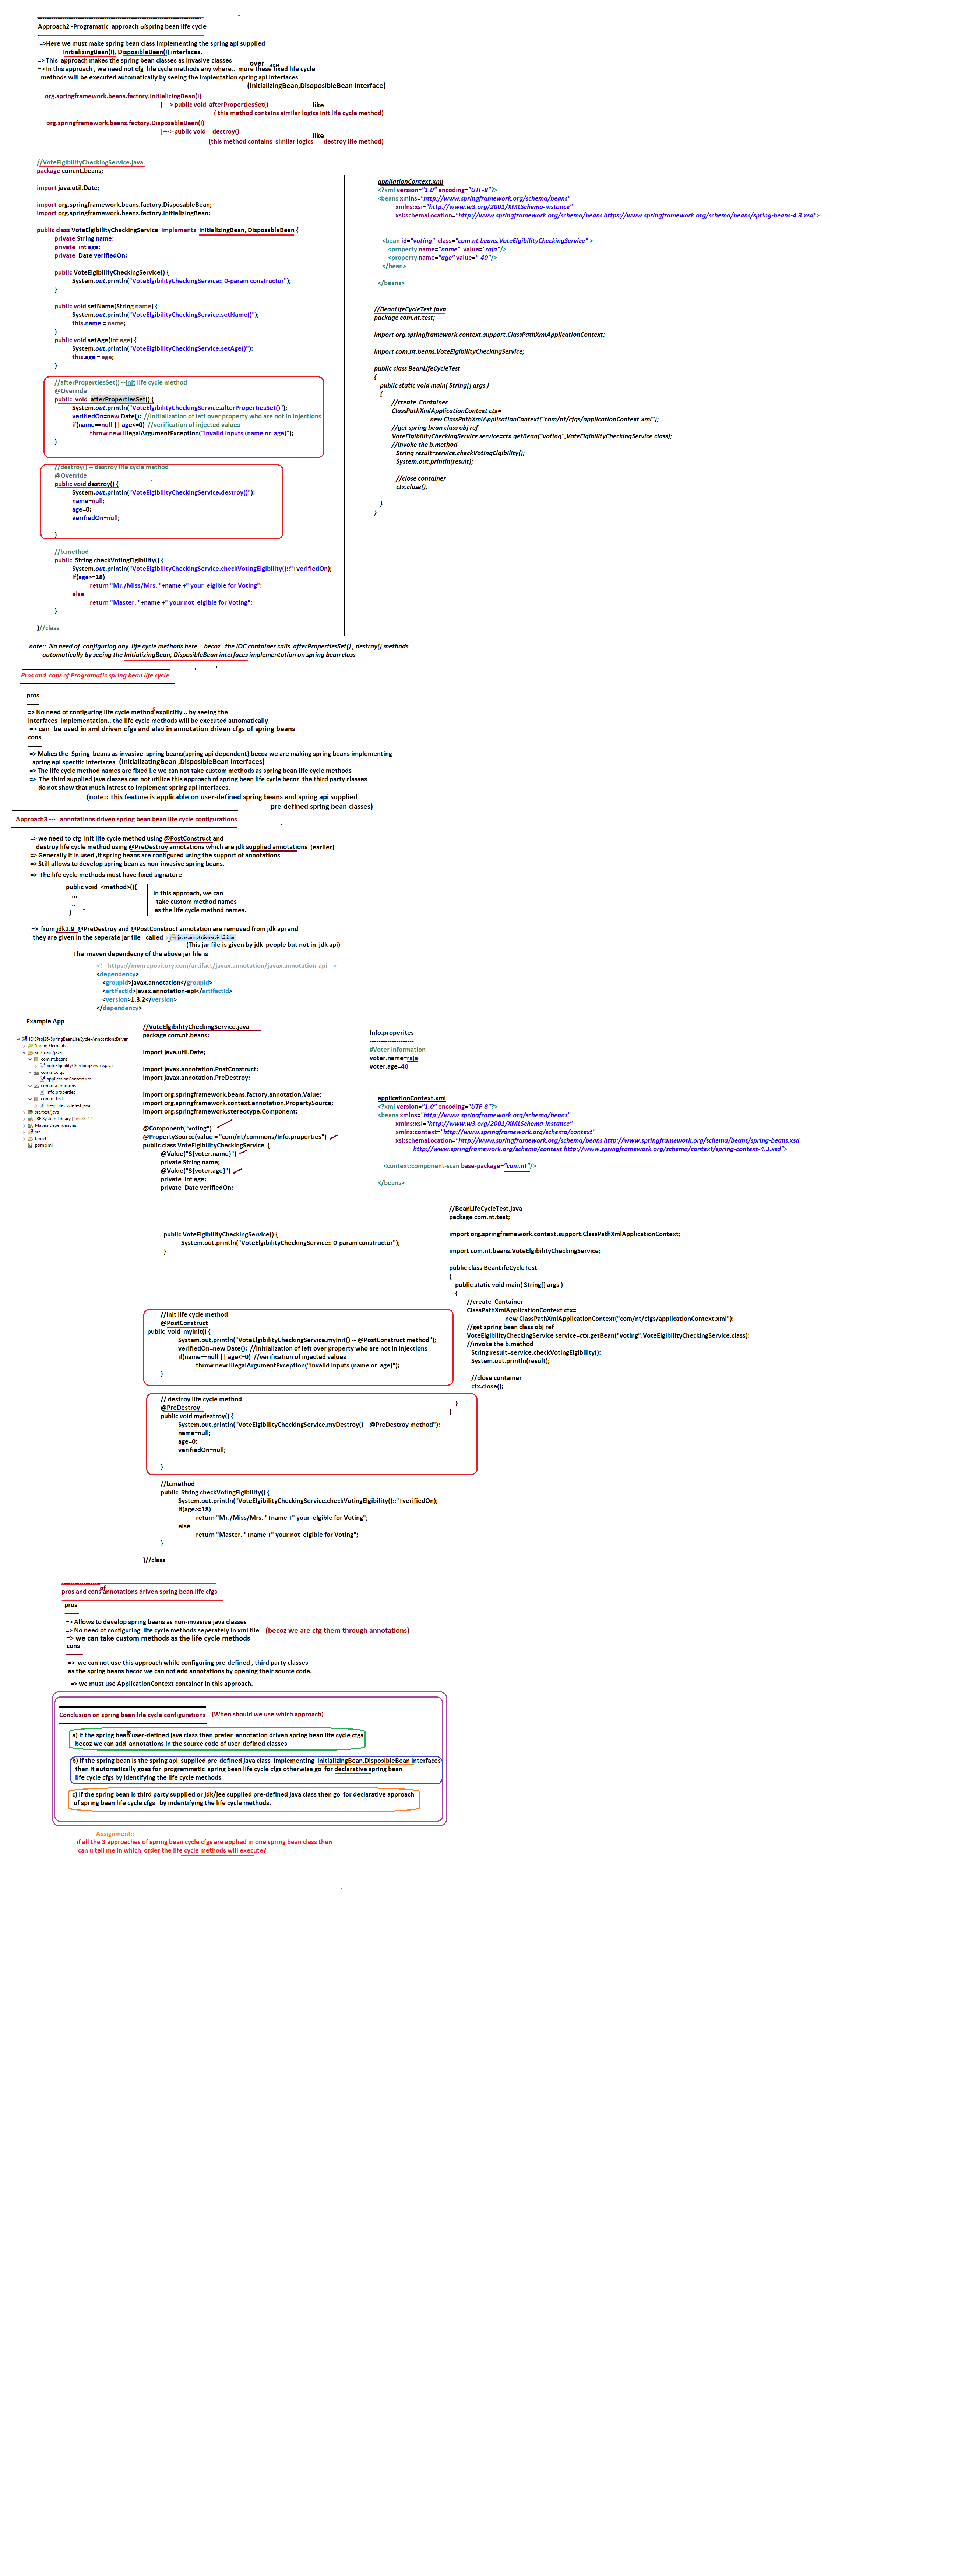 Approach2 -Programatic approach of spring bean life cycle
=>Here we must make spring bean class implementing the spring api supplied
InitializingBean(I), DisposibleBean(I) interfaces.
=> This approach makes the spring bean classes as invasive classes
=> In this approach , we need not cfg life cycle methods any where.. more over these are fixed life cycle
methods will be executed automatically by seeing the implentation spring api interfaces
(InitializingBean,DisoposibleBean interface)
org.springframework.beans.factory.InitializingBean(I)
|---> public void afterPropertiesSet()
( this method contains similar logics like init life cycle method)
org.springframework.beans.factory.DisposableBean(I)
|---> public void destroy()
(this method contains similar logics like destroy life method)
//VoteElgibilityCheckingService.java
package com.nt.beans;
import java.util.Date;
import org.springframework.beans.factory.DisposableBean;
import org.springframework.beans.factory.InitializingBean;
public class VoteElgibilityCheckingService implements InitializingBean, DisposableBean {
private String name;
private int age;
private Date verifiedOn;
public VoteElgibilityCheckingService() {
System.out.println("VoteElgibilityCheckingService:: 0-param constructor");
}
public void setName(String name) {
System.out.println("VoteElgibilityCheckingService.setName()");
this.name = name;
}
public void setAge(int age) {
System.out.println("VoteElgibilityCheckingService.setAge()");
this.age = age;
}
//afterPropertiesSet() --init life cycle method
@Override
public void afterPropertiesSet() {
System.out.println("VoteElgibilityCheckingService.afterPropertiesSet()");
verifiedOn=new Date(); //initialization of left over property who are not in Injections
if(name==null || age<=0) //verification of injected values
throw new IllegalArgumentException("invalid inputs (name or age)");
}
//destroy() -- destroy life cycle method
@Override
public void destroy() {
System.out.println("VoteElgibilityCheckingService.destroy()");
name=null;
age=0;
verifiedOn=null;
}
//b.method
public String checkVotingElgibility() {
System.out.println("VoteElgibilityCheckingService.checkVotingElgibility()::"+verifiedOn);
if(age>=18)
return "Mr./Miss/Mrs. "+name +" your elgible for Voting";
else
return "Master. "+name +" your not elgible for Voting";
}
}//class
appliationContext.xml
<?xml version="1.0" encoding="UTF-8"?>
<beans xmlns="http://www.springframework.org/schema/beans"
xmlns:xsi="http://www.w3.org/2001/XMLSchema-instance"
xsi:schemaLocation="http://www.springframework.org/schema/beans https://www.springframework.org/schema/beans/spring-beans-4.3.xsd">
<bean id="voting" class="com.nt.beans.VoteElgibilityCheckingService" >
<property name="name" value="raja"/>
<property name="age" value="-40"/>
</bean>
</beans>
//BeanLifeCycleTest.java
package com.nt.test;
import org.springframework.context.support.ClassPathXmlApplicationContext;
import com.nt.beans.VoteElgibilityCheckingService;
public class BeanLifeCycleTest
{
public static void main( String[] args )
{
//create Container
ClassPathXmlApplicationContext ctx=
new ClassPathXmlApplicationContext("com/nt/cfgs/applicationContext.xml");
//get spring bean class obj ref
VoteElgibilityCheckingService service=ctx.getBean("voting",VoteElgibilityCheckingService.class);
//invoke the b.method
String result=service.checkVotingElgibility();
System.out.println(result);
//close container
ctx.close();
}
}
note:: No need of configuring any life cycle methods here .. becoz the IOC container calls afterPropertiesSet() , destroy() methods
automatically by seeing the InitializingBean, DisposibleBean interfaces implementation on spring bean class
Pros and cons of Programatic spring bean life cycle
pros
=> No need of configuring life cycle methods explicitly .. by seeing the
interfaces implementation.. the life cycle methods will be executed automatically
=> can be used in xml driven cfgs and also in annotation driven cfgs of spring beans
cons
=> Makes the Spring beans as invasive spring beans(spring api dependent) becoz we are making spring beans implementing
spring api specific interfaces (InitializatingBean ,DisposibleBean interfaces)
=> The life cycle method names are fixed i.e we can not take custom methods as spring bean life cycle methods
=> The third supplied java classes can not utilize this approach of spring bean life cycle becoz the third party classes
do not show that much intrest to implement spring api interfaces.
(note:: This feature is applicable on user-defined spring beans and spring api supplied
pre-defined spring bean classes)
Approach3 --- annotations driven spring bean bean life cycle configurations
=> we need to cfg init life cycle method using @PostConstruct and
destroy life cycle method using @PreDestroy annotations which are jdk supplied annotations (earlier)
=> Generally it is used ,if spring beans are configured using the support of annotations
=> Still allows to develop spring bean as non-invasive spring beans.
=> The life cycle methods must have fixed signature
public void <method>(){
...
..
}
In this approach, we can
take custom method names
as the life cycle method names.
=> from jdk1.9 @PreDestroy and @PostConstruct annotation are removed from jdk api and
they are given in the seperate jar file called javax.annotation-api-1.3.2.jar
(This jar file is given by jdk people but not in jdk api)
The maven dependecny of the above jar file is
<!-- https://mvnrepository.com/artifact/javax.annotation/javax.annotation-api -->
<dependency>
<groupId>javax.annotation</groupId>
<artifactId>javax.annotation-api</artifactId>
<version>1.3.2</version>
</dependency>
Example App
------------------
IOCProj26-SpringBeanLifeCycle-AnnotationsDriven
Spring Elements
src/main/java
com.nt.beans
VoteElgibilityCheckingService.java
com.nt.cfgs
applicationContext.xml
com.nt.commons
Info.properties
com.nt.test
BeanLifeCycleTest.java
src/test/java
JRE System Library [JavaSE-17]
Maven Dependencies
src
target
pom.xml
//VoteElgibilityCheckingService.java
package com.nt.beans;
import java.util.Date;
import javax.annotation.PostConstruct;
import javax.annotation.PreDestroy;
import org.springframework.beans.factory.annotation.Value;
import org.springframework.context.annotation.PropertySource;
import org.springframework.stereotype.Component;
@Component("voting")
@PropertySource(value = "com/nt/commons/Info.properties")
public class VoteElgibilityCheckingService {
@Value("${voter.name}")
private String name;
@Value("${voter.age}")
private int age;
private Date verifiedOn;
public VoteElgibilityCheckingService() {
System.out.println("VoteElgibilityCheckingService:: 0-param constructor");
}
//init life cycle method
@PostConstruct
public void myInit() {
System.out.println("VoteElgibilityCheckingService.myInit() -- @PostConstruct method");
verifiedOn=new Date(); //initialization of left over property who are not in Injections
if(name==null || age<=0) //verification of injected values
throw new IllegalArgumentException("invalid inputs (name or age)");
}
// destroy life cycle method
@PreDestroy
public void mydestroy() {
System.out.println("VoteElgibilityCheckingService.myDestroy()-- @PreDestroy method");
name=null;
age=0;
verifiedOn=null;
}
//b.method
public String checkVotingElgibility() {
System.out.println("VoteElgibilityCheckingService.checkVotingElgibility()::"+verifiedOn);
if(age>=18)
return "Mr./Miss/Mrs. "+name +" your elgible for Voting";
else
return "Master. "+name +" your not elgible for Voting";
}
}//class
Info.properites
--------------------
#Voter information
voter.name=raja
voter.age=40
applicationContext.xml
<?xml version="1.0" encoding="UTF-8"?>
<beans xmlns="http://www.springframework.org/schema/beans"
xmlns:xsi="http://www.w3.org/2001/XMLSchema-instance"
xmlns:context="http://www.springframework.org/schema/context"
xsi:schemaLocation="http://www.springframework.org/schema/beans http://www.springframework.org/schema/beans/spring-beans.xsd
http://www.springframework.org/schema/context http://www.springframework.org/schema/context/spring-context-4.3.xsd">
<context:component-scan base-package="com.nt"/>
</beans>
//BeanLifeCycleTest.java
package com.nt.test;
import org.springframework.context.support.ClassPathXmlApplicationContext;
import com.nt.beans.VoteElgibilityCheckingService;
public class BeanLifeCycleTest
{
public static void main( String[] args )
{
//create Container
ClassPathXmlApplicationContext ctx=
new ClassPathXmlApplicationContext("com/nt/cfgs/applicationContext.xml");
//get spring bean class obj ref
VoteElgibilityCheckingService service=ctx.getBean("voting",VoteElgibilityCheckingService.class);
//invoke the b.method
String result=service.checkVotingElgibility();
System.out.println(result);
//close container
ctx.close();
}
}
pros and cons of annotations driven spring bean life cfgs
pros
=> Allows to develop spring beans as non-invasive java classes
=> No need of configuring life cycle methods seperately in xml file (becoz we are cfg them through annotations)
=> we can take custom methods as the life cycle methods
cons
=> we can not use this approach while configuring pre-defined , third party classes
as the spring beans becoz we can not add annotations by opening their source code.
=> we must use ApplicationContext container in this approach.
Conclusion on spring bean life cycle configurations (When should we use which approach)
a) if the spring bean is user-defined java class then prefer annotation driven spring bean life cycle cfgs
becoz we can add annotations in the source code of user-defined classes
b) if the spring bean is the spring api supplied pre-defined java class implementing InitializingBean,DisposibleBean interfaces
then it automatically goes for programmatic spring bean life cycle cfgs otherwise go for declarative spring bean
life cycle cfgs by identifying the life cycle methods
c) if the spring bean is third party supplied or jdk/jee supplied pre-defined java class then go for declarative approach
of spring bean life cycle cfgs by indentifying the life cycle methods.
Assignment::
if all the 3 approaches of spring bean cycle cfgs are applied in one spring bean class then
can u tell me in which order the life cycle methods will execute?